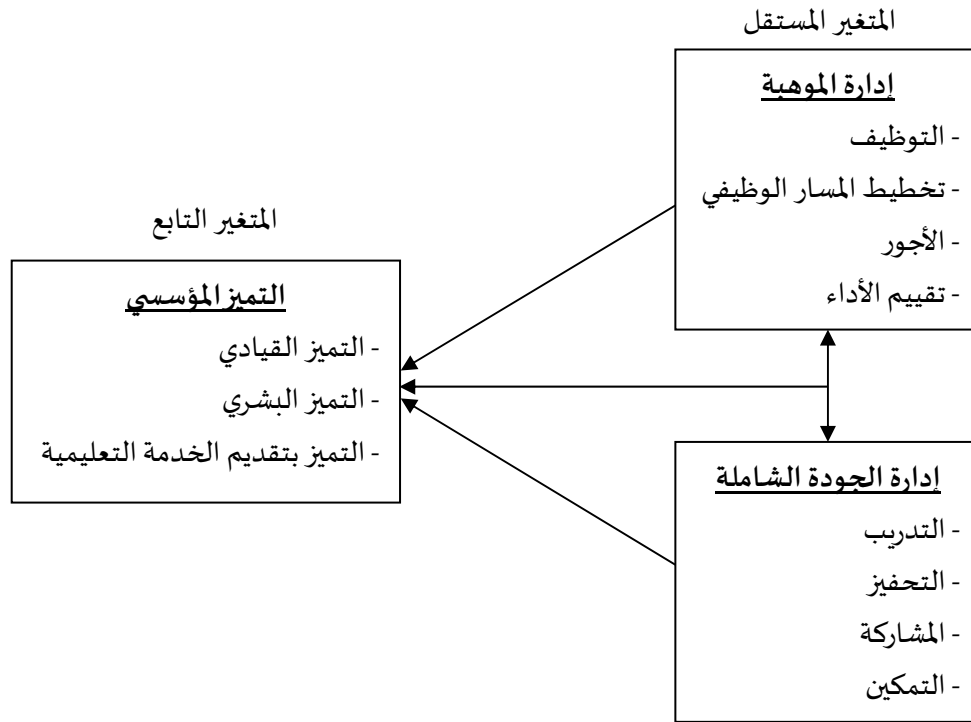 المتغير المستقل
إدارة الموهبة
- التوظيف
- تخطيط المسار الوظيفي
- الأجور
- تقييم الأداء
المتغير التابع
التميز المؤسسي
- التميز القيادي
- التميز البشري
- التميز بتقديم الخدمة التعليمية
إدارة الجودة الشاملة
- التدريب
- التحفيز
- المشاركة
- التمكين